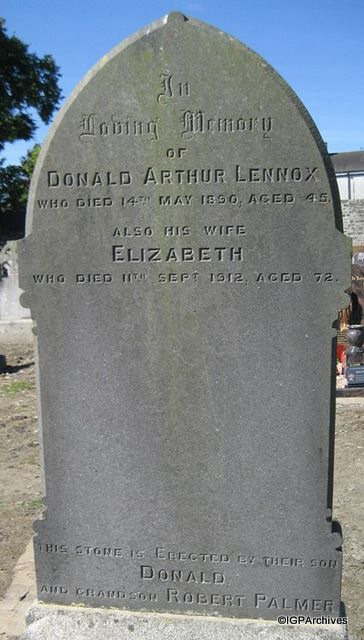 In
Loving Memory
OF
DONALD ARTHUR LENNOX
WHO DIED 14TH MAY 1890, AGED 45.
ALSO HIS WIFE
ELIZABETH
WHO DIED 11TH SEPT 1912, AGED 72.
THIS STONE IS ERECTED BY THEIR SON
DONALD,
AND GRANDSON ROBERT PALMER
©IGPArchives